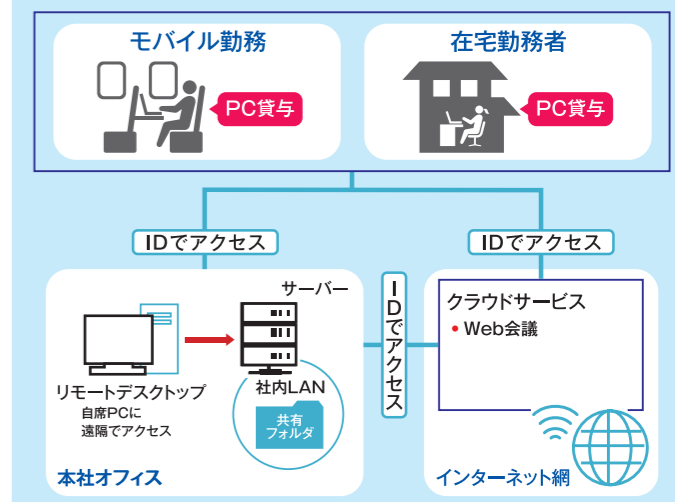 モバイル勤務
PC貸与
在宅勤務者
PC貸与
IDでアクセス
IDでアクセス
サーバー
リモートデスクトップ
自席PCに
遠隔でアクセス
社内LAN
共有
フォルダ
本社オフィス
IDでアクセス
クラウドサービス
• Web会議
インターネット網